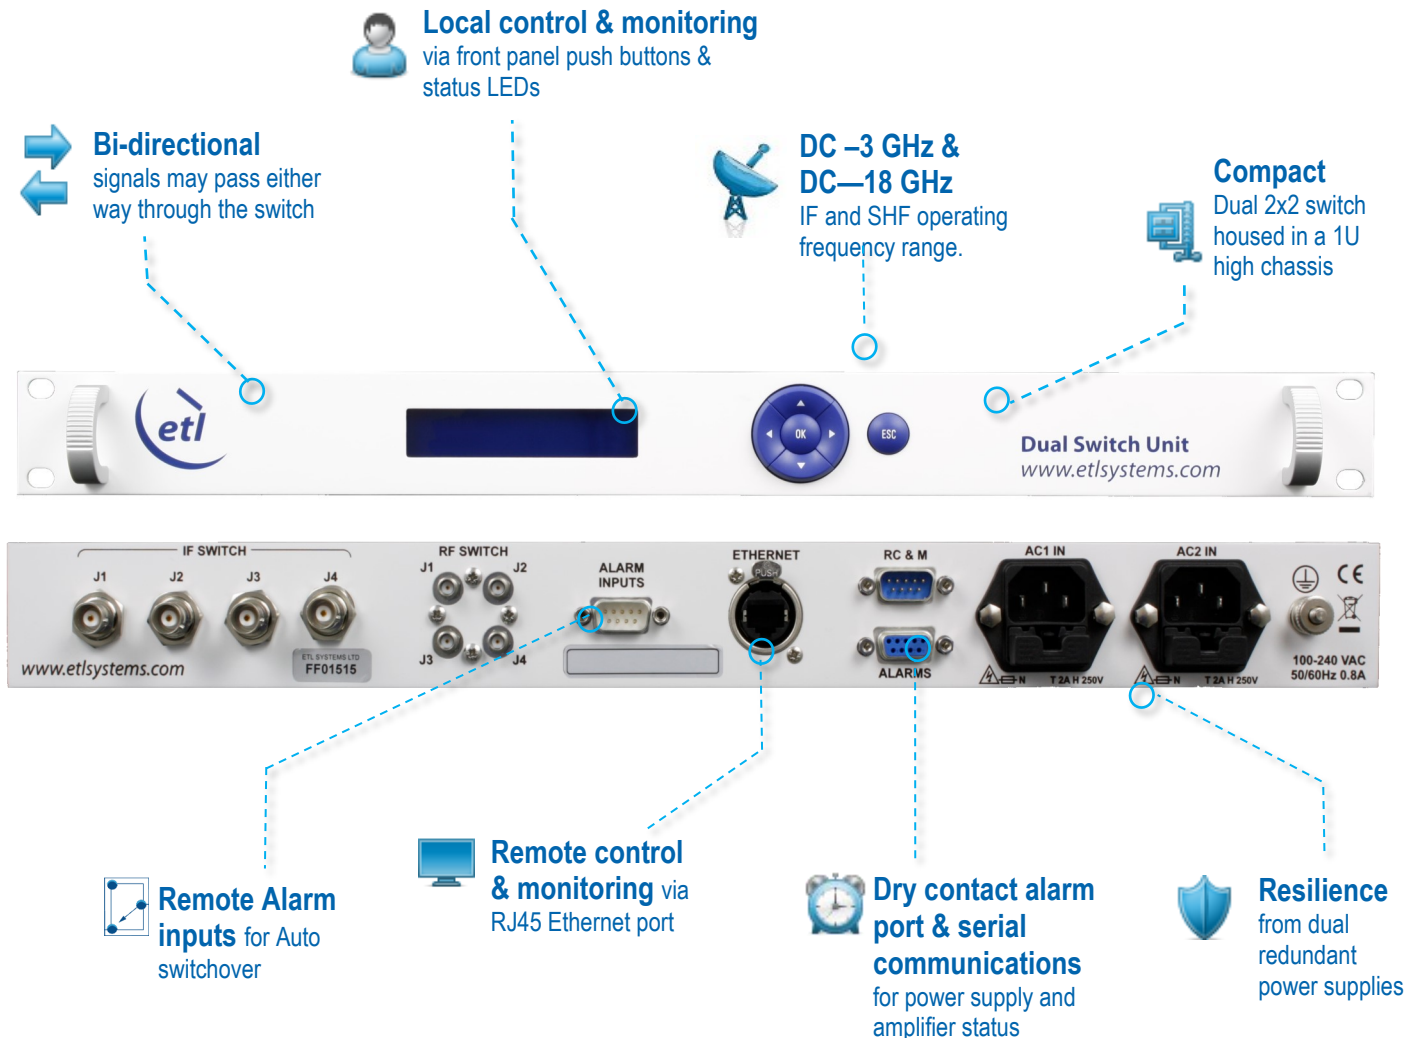 Local control & monitoring
via front panel push buttons &
status LEDs
Bi-directional
signals may pass either
way through the switch
DC –3 GHz &
DC—18 GHz
IF and SHF operating
frequency range.
Compact
Dual 2x2 switch
housed in a 1U
high chassis
etl
OK
ESC
Dual Switch Unit
www.etlsystems.com
IF SWITCH
J1
J2
J3
J4
www.etlsystems.com
ETL SYSTEMS LTD
FF01515
RF SWITCH
J1
J2
J3
J4
ALARM
INPUTS
ETHERNET
PUSH
RC & M
ALARMS
AC1 IN
N
T 2A H 250V
AC2 IN
N
T 2A H 250V
CE
100-240 VAC
50/60Hz 0.8A
Remote Alarm
inputs for Auto
switchover
Remote control
& monitoring via
RJ45 Ethernet port
Dry contact alarm
port & serial
communications
for power supply and
amplifier status
Resilience
from dual
redundant
power supplies